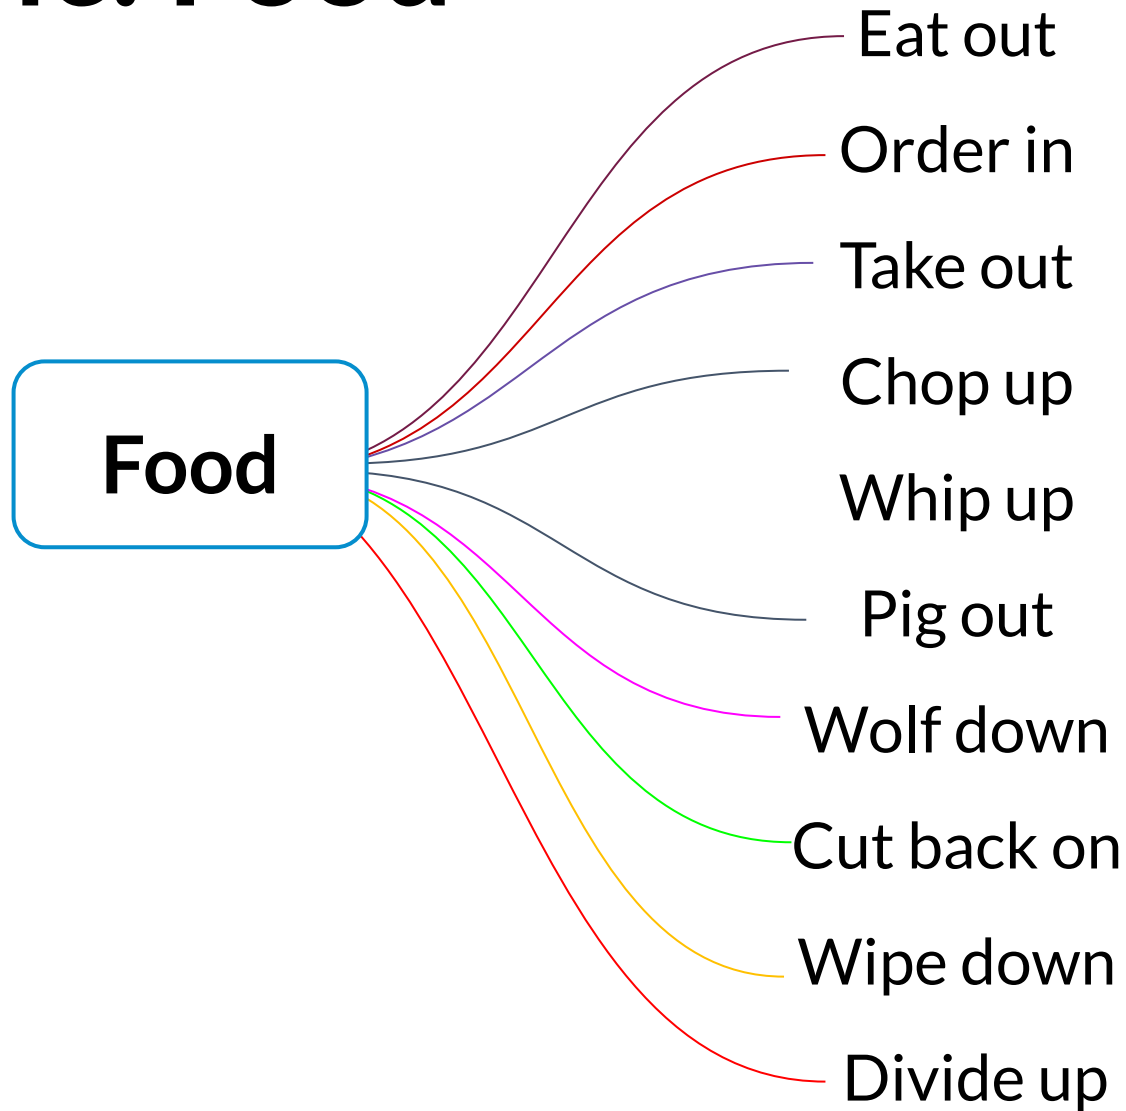 Food
Eat out
Order in
Take out
Chop up
Food
Whip up
Pig out
Wolf down
Cut back on
Wipe down
Divide up